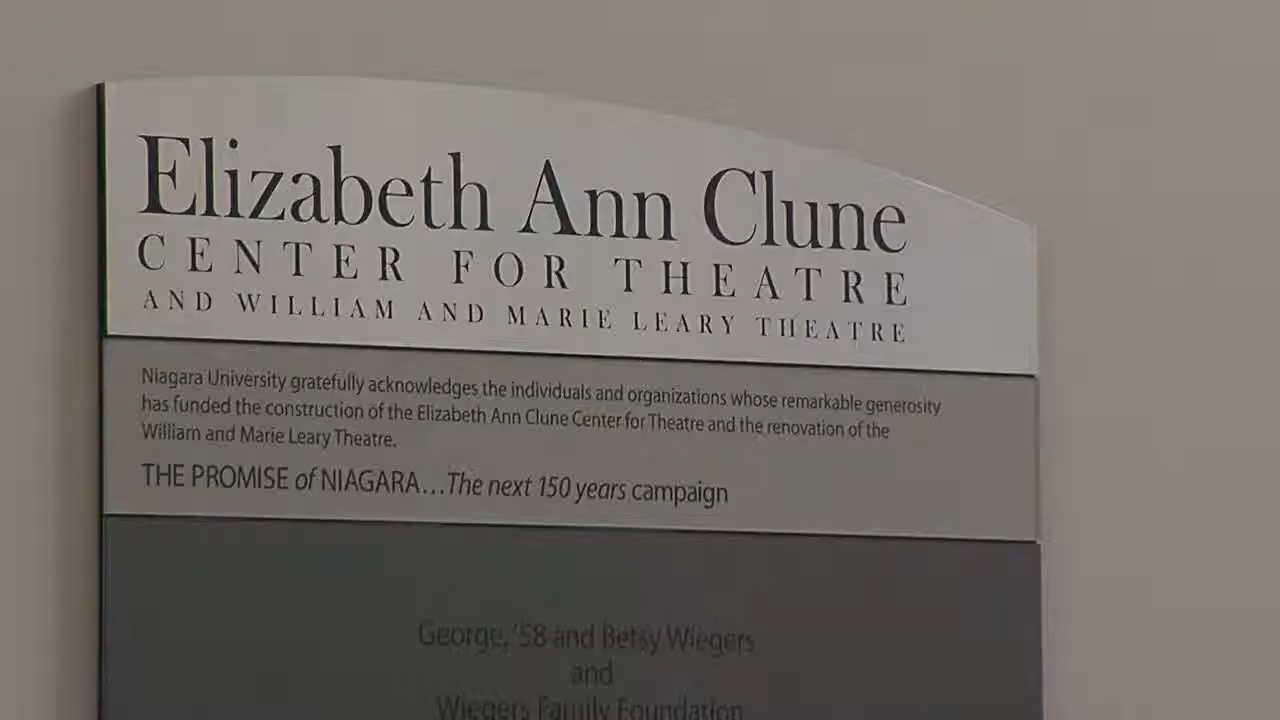 Elizabeth Ann Clune
CENTER FOR THEATRE
AND WILLIAM AND MARIE LEARY THEATRE
Niagara University gratefully acknowledges the individuals and organizations whose remarkable generosity
has funded the construction of the Elizabeth Ann Clune Center for Theatre and the renovation of the
William and Marie Leary Theatre.
THE PROMISE of NIAGARA...The next 150 years campaign
George, '58 and Betsy Wiegers
and
Wiegers Family Foundation